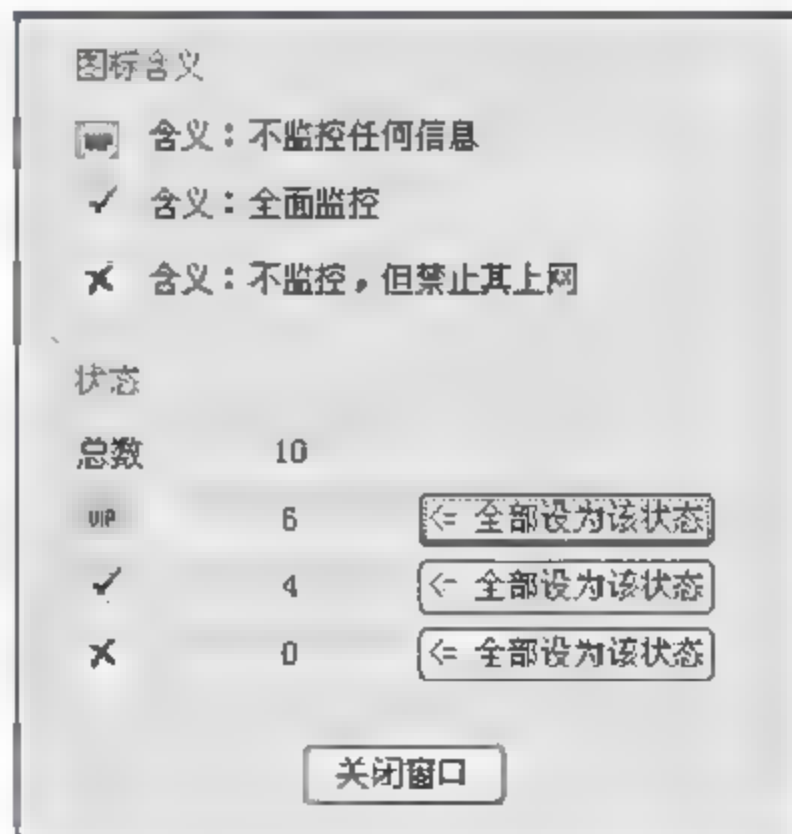 图标含义
VIP 含义：不监控任何信息
✓ 含义：全面监控
✗ 含义：不监控，但禁止其上网
状态
总数 10
VIP 6 <= 全部设为该状态
✓ 4 <= 全部设为该状态
✗ 0 <= 全部设为该状态
关闭窗口